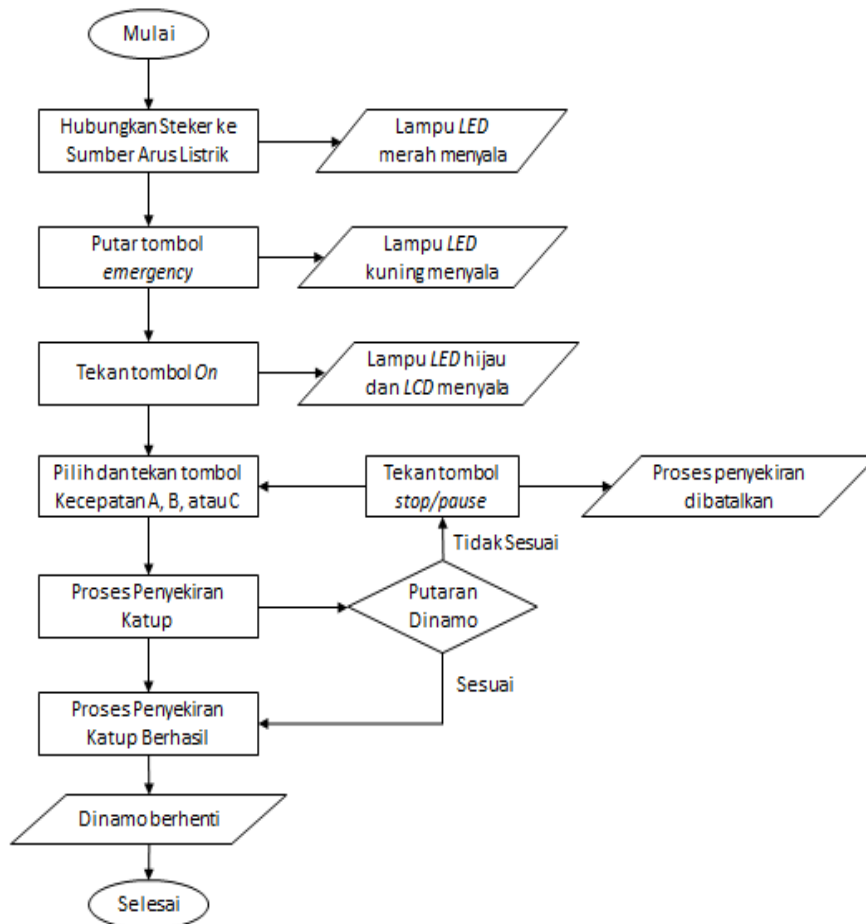 Mulai
Hubungkan Steker ke
Sumber Arus Listrik
Lampu LED
merah menyala
Putar tombol
emergency
Lampu LED
kuning menyala
Tekan tombol On
Lampu LED hijau
dan LCD menyala
Pilih dan tekan tombol
Kecepatan A, B, atau C
Tekan tombol
stop/pause
Proses penyekiran
dibatalkan
Tidak Sesuai
Proses Penyekiran
Katup
Putaran
Dinamo
Sesuai
Proses Penyekiran
Katup Berhasil
Dinamo berhenti
Selesai